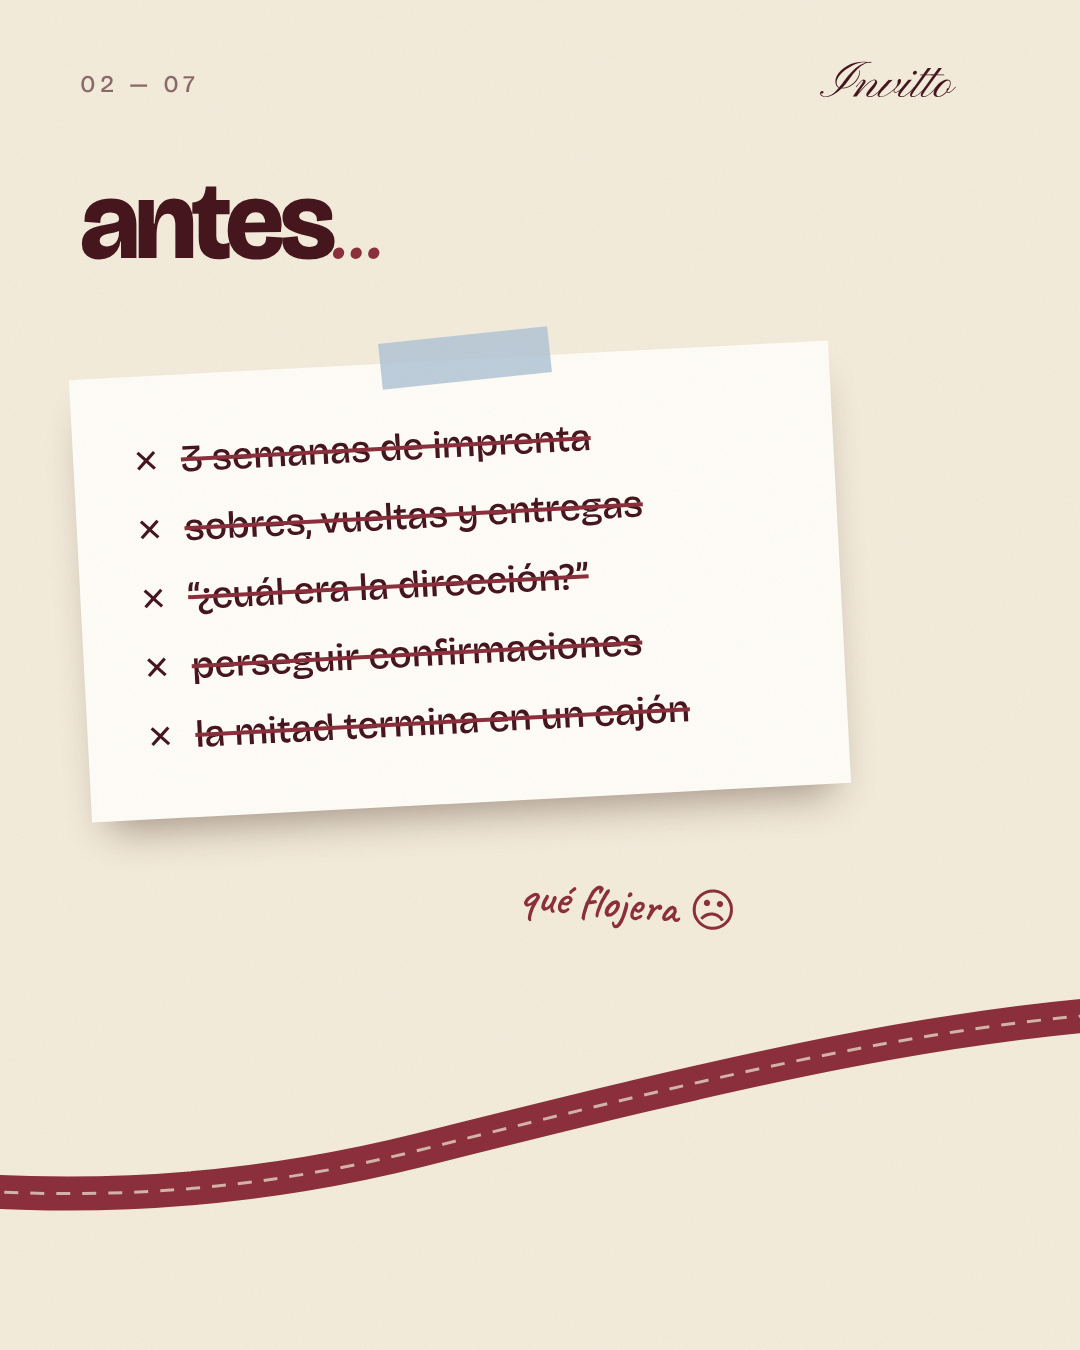 02 — 07
Invitto
antes...
× 3 semanas de imprenta
× sobres, vueltas y entregas
× “¿cuál era la dirección?”
× perseguir confirmaciones
× la mitad termina en un cajón
qué flojera ☹